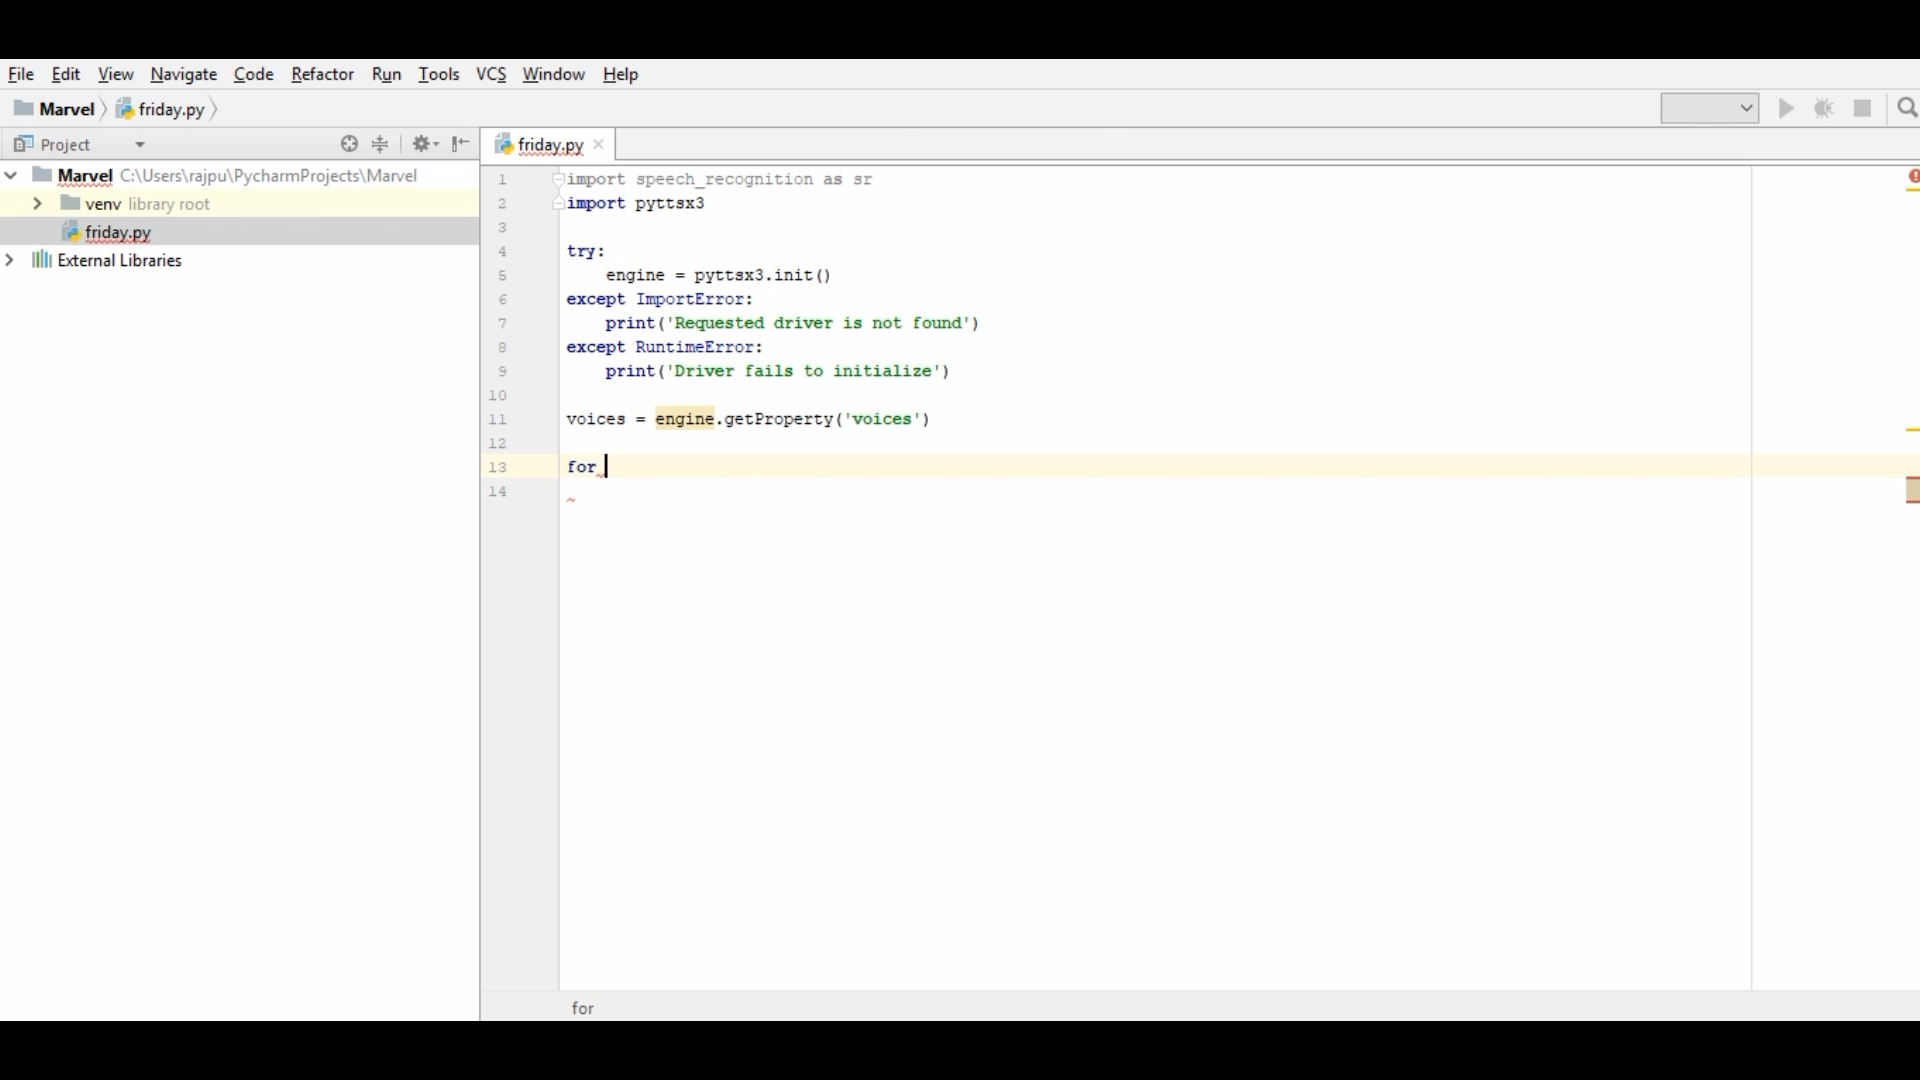 File Edit View Navigate Code Refactor Run Tools VCS Window Help
Marvel friday.py
Project
friday.py
Marvel C:\Users\rajpu\PycharmProjects\Marvel
venv library root
friday.py
External Libraries
1 import speech_recognition as sr
2 import pyttsx3
3
4 try:
5 engine = pyttsx3.init()
6 except ImportError:
7 print('Requested driver is not found')
8 except RuntimeError:
9 print('Driver fails to initialize')
10
11 voices = engine.getProperty('voices')
12
13 for
14
for